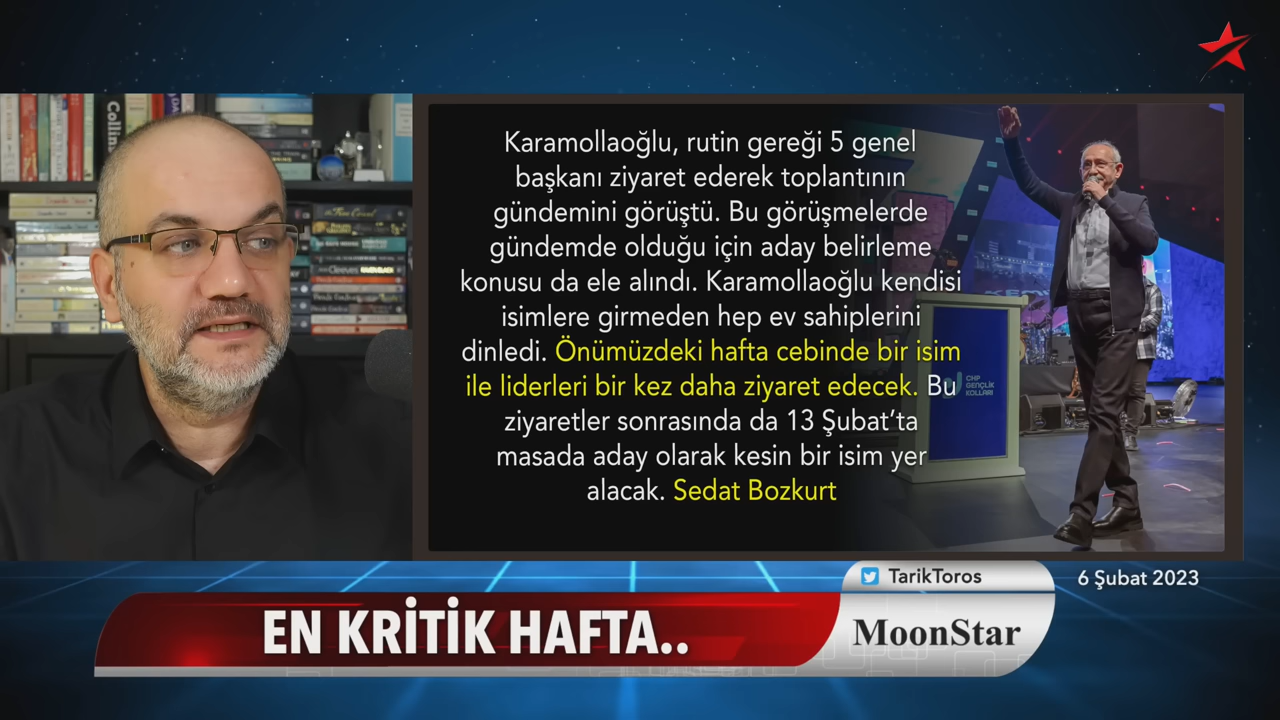 Karamollaoğlu, rutin gereği 5 genel
başkanı ziyaret ederek toplantının
gündemini görüştü. Bu görüşmelerde
gündemde olduğu için aday belirleme
konusu da ele alındı. Karamollaoğlu kendisi
isimlere girmeden hep ev sahiplerini
dinledi. Önümüzdeki hafta cebinde bir isim
ile liderleri bir kez daha ziyaret edecek. Bu
ziyaretler sonrasında da 13 Şubat’ta
masada aday olarak kesin bir isim yer
alacak. Sedat Bozkurt
CHP
GENÇLİK
KOLLARI
TarikToros
6 Şubat 2023
EN KRİTİK HAFTA..
MoonStar